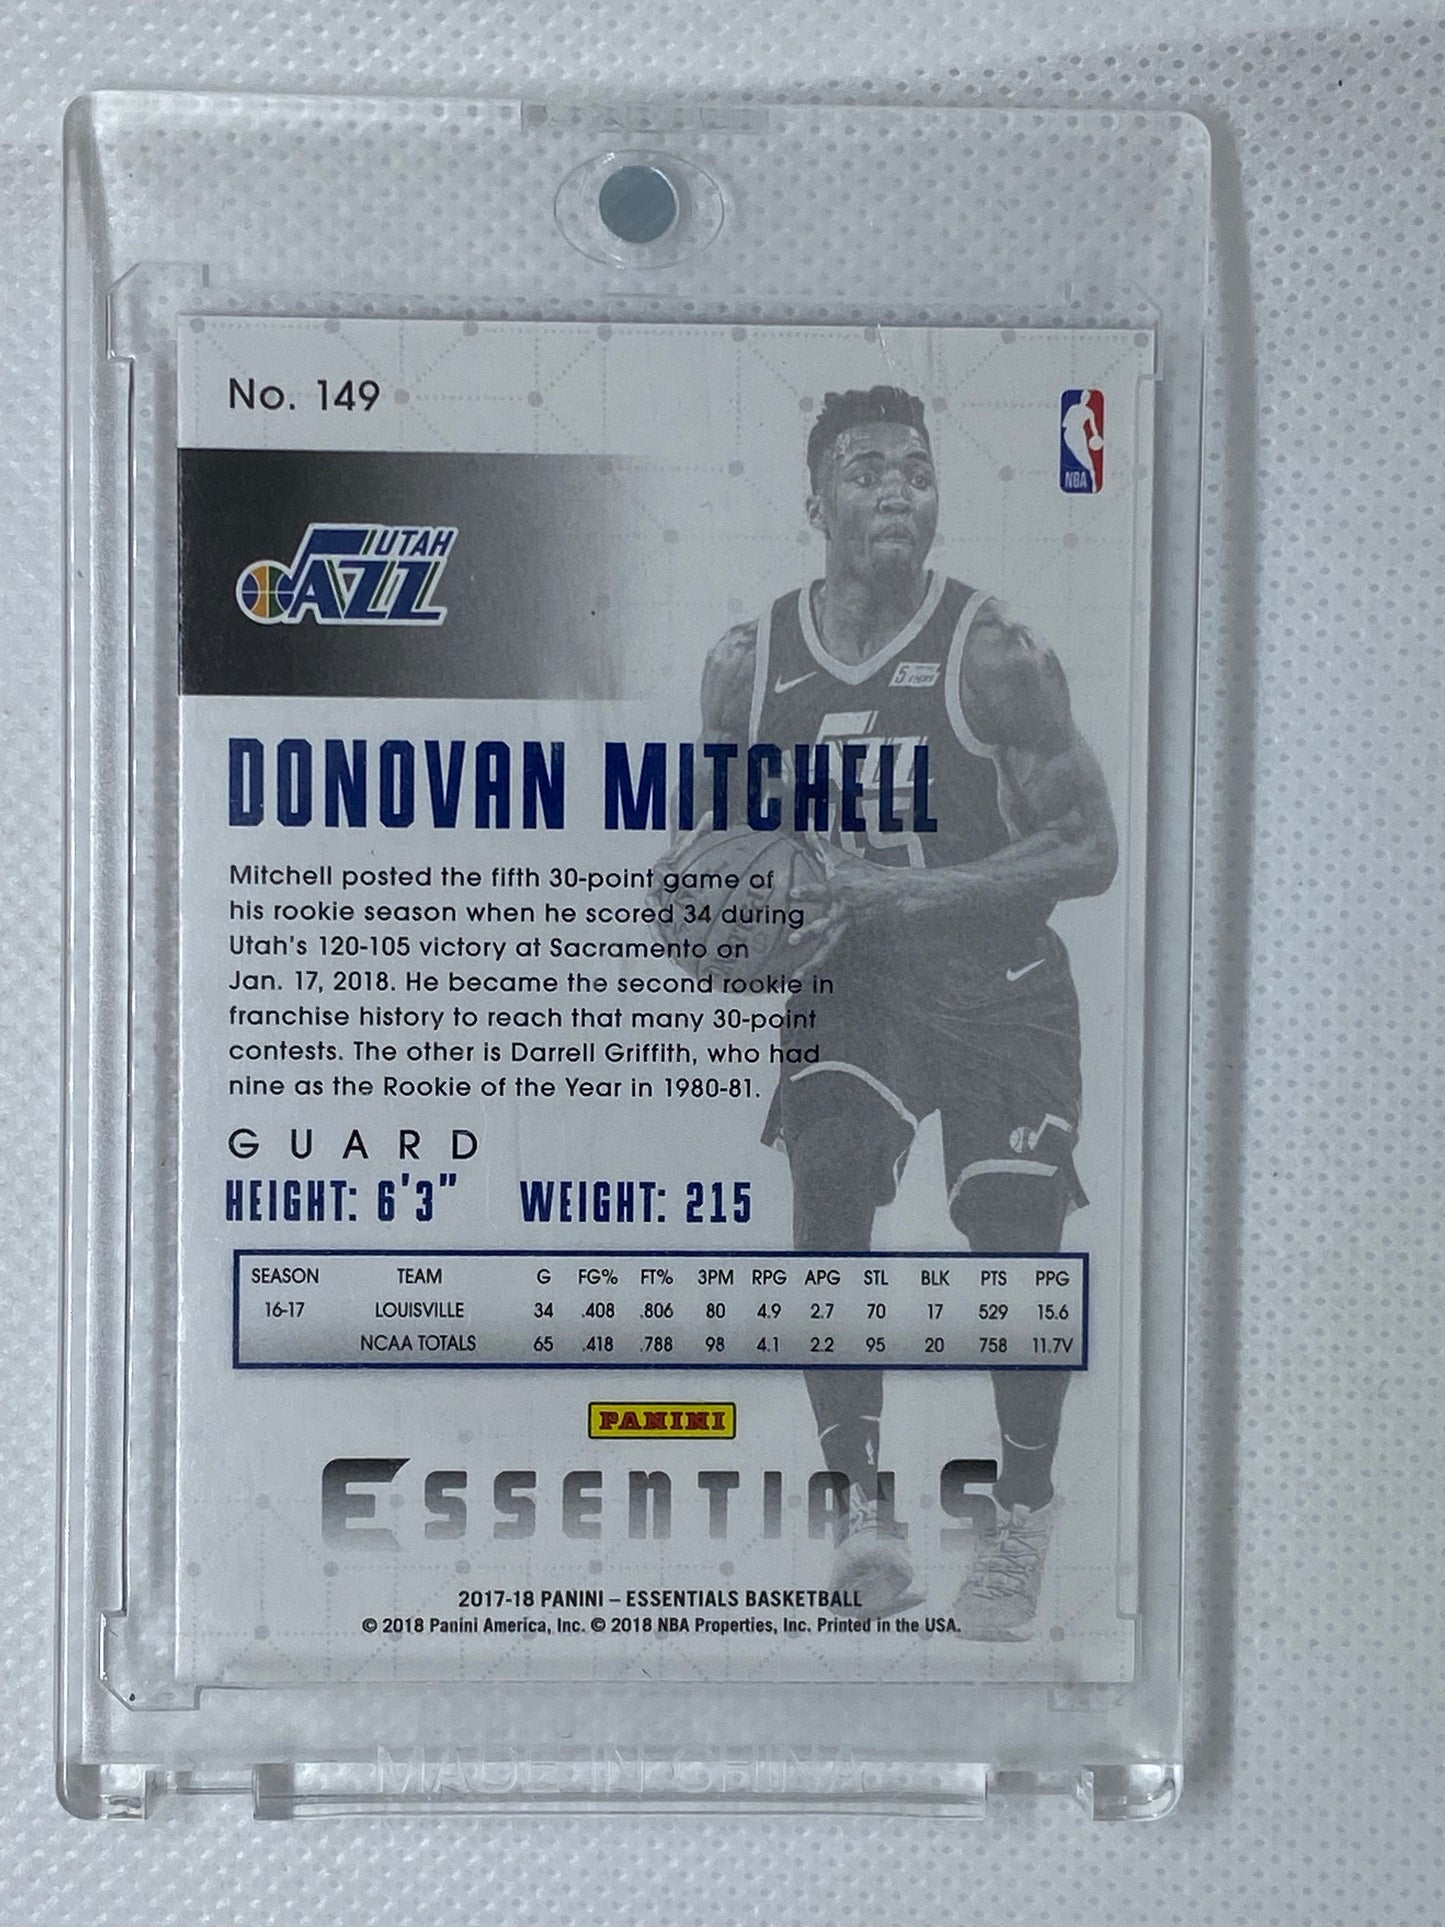 No. 149
NBA
UTAH
JAZZ
5
DONOVAN MITCHELL
Mitchell posted the fifth 30-point game of
his rookie season when he scored 34 during
Utah's 120-105 victory at Sacramento on
Jan. 17, 2018. He became the second rookie in
franchise history to reach that many 30-point
contests. The other is Darrell Griffith, who had
nine as the Rookie of the Year in 1980-81.
GUARD
HEIGHT: 6'3" WEIGHT: 215
SEASON TEAM G FG% FT% 3PM RPG APG STL BLK PTS PPG
16-17 LOUISVILLE 34 .408 .806 80 4.9 2.7 70 17 529 15.6
NCAA TOTALS 65 .418 .788 98 4.1 2.2 95 20 758 11.7V
PANINI
ESSENTIALS
2017-18 PANINI – ESSENTIALS BASKETBALL
© 2018 Panini America, Inc. © 2018 NBA Properties, Inc. Printed in the USA.
MADE IN CHINA